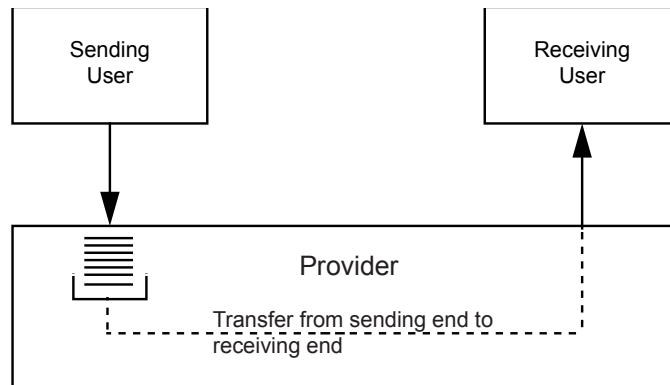 Sending
User
Receiving
User
Provider
Transfer from sending end to
receiving end